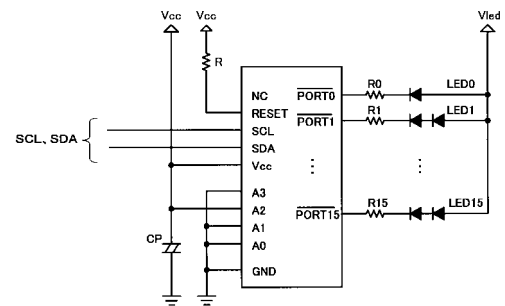 Vcc
Vcc
Vled
R
NC
PORT0
R0
LED0
RESET
PORT1
R1
LED1
SCL、SDA
SCL
SDA
Vcc
A3
A2
PORT15
R15
LED15
A1
CP
A0
GND